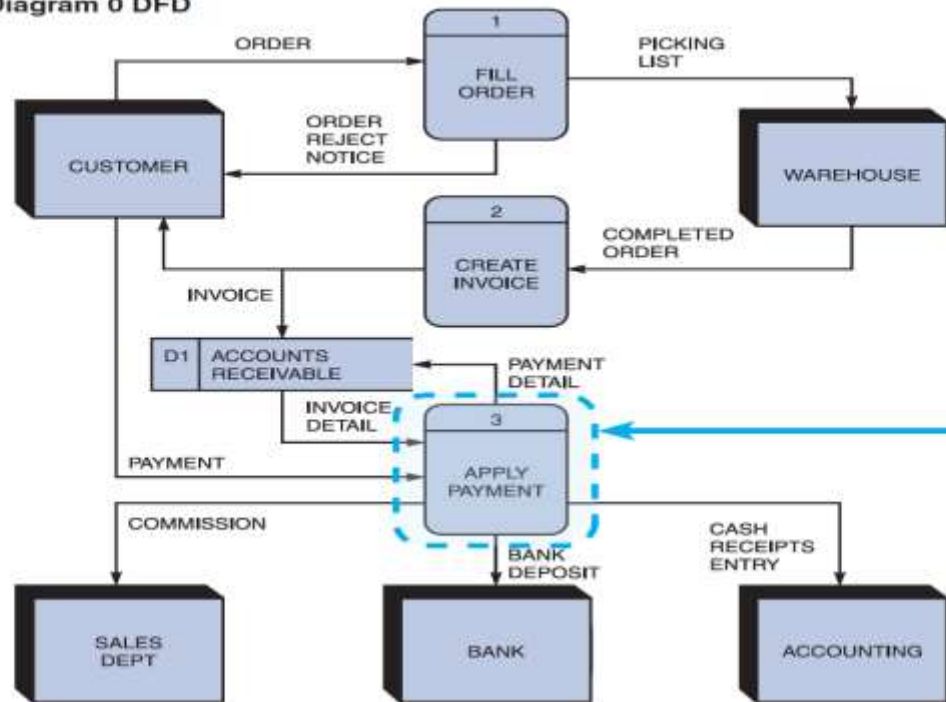 Diagram 0 DFD
ORDER
1
FILL
ORDER
PICKING
LIST
CUSTOMER
ORDER
REJECT
NOTICE
WAREHOUSE
2
CREATE
INVOICE
COMPLETED
ORDER
INVOICE
D1
ACCOUNTS
RECEIVABLE
PAYMENT
DETAIL
INVOICE
DETAIL
3
APPLY
PAYMENT
PAYMENT
COMMISSION
BANK
DEPOSIT
CASH
RECEIPTS
ENTRY
SALES
DEPT
BANK
ACCOUNTING